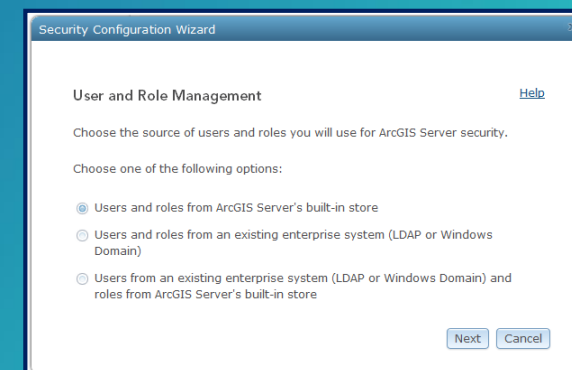 Security Configuration Wizard
User and Role Management
Help
Choose the source of users and roles you will use for ArcGIS Server security.
Choose one of the following options:
Users and roles from ArcGIS Server's built-in store
Users and roles from an existing enterprise system (LDAP or Windows
Domain)
Users from an existing enterprise system (LDAP or Windows Domain) and
roles from ArcGIS Server's built-in store
Next Cancel